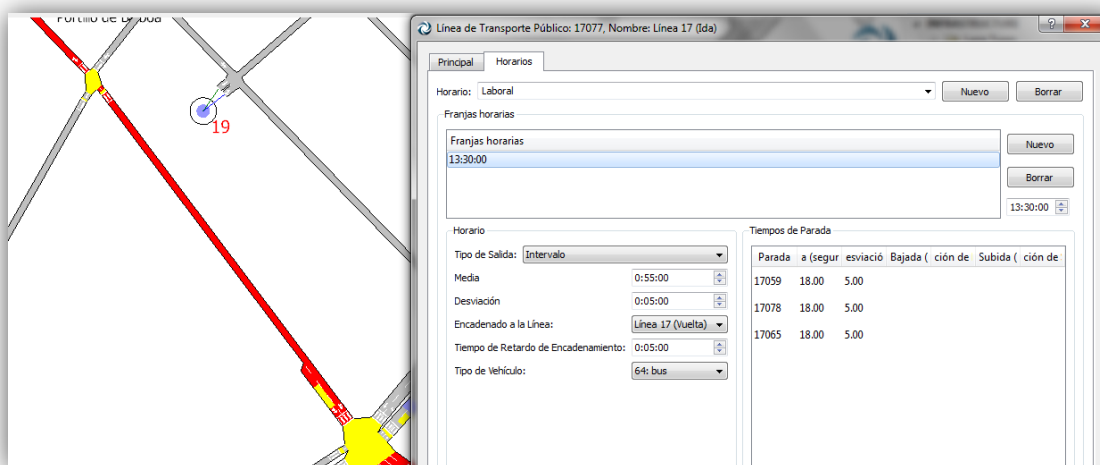 Portillo de Lisboa
19
Línea de Transporte Público: 17077, Nombre: Línea 17 (Ida)
Principal Horarios
Horario: Laboral Nuevo Borrar
Franjas horarias
Franjas horarias
13:30:00
Nuevo
Borrar
13:30:00
Horario
Tipo de Salida: Intervalo
Media 0:55:00
Desviación 0:05:00
Encadenado a la Línea: Línea 17 (Vuelta)
Tiempo de Retardo de Encadenamiento: 0:05:00
Tipo de Vehículo: 64: bus
Tiempos de Parada
Parada a (segur esviació Bajada ( ción de Subida ( ción de
17059 18.00 5.00
17078 18.00 5.00
17065 18.00 5.00